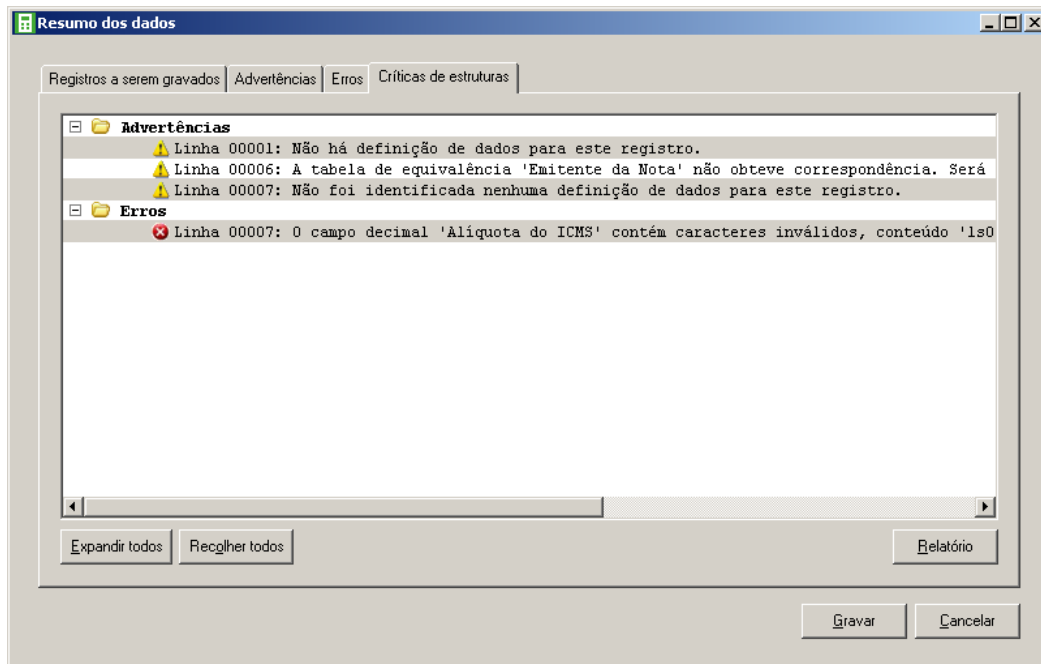 Resumo dos dados
Registros a serem gravados Advertências Erros Críticas de estruturas
Advertências
Linha 00001: Não há definição de dados para este registro.
Linha 00006: A tabela de equivalência 'Emitente da Nota' não obteve correspondência. Será
Linha 00007: Não foi identificada nenhuma definição de dados para este registro.
Erros
Linha 00007: O campo decimal 'Alíquota do ICMS' contém caracteres inválidos, conteúdo '1s0
Expandir todos Recolher todos Relatório
Gravar Cancelar